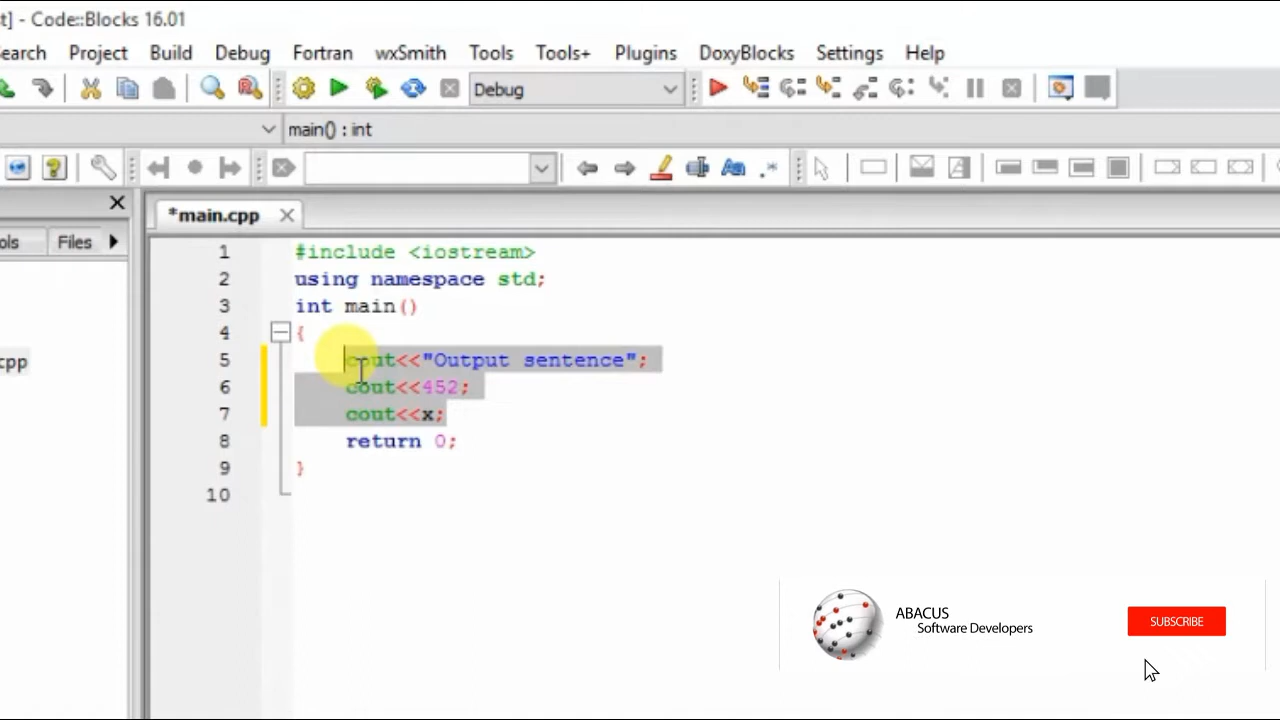 t] - Code::Blocks 16.01
earch Project Build Debug Fortran wxSmith Tools Tools+ Plugins DoxyBlocks Settings Help
Debug
main() : int
*main.cpp
ols Files
cpp
1 #include <iostream>
2 using namespace std;
3 int main()
4 {
5 cout<<"Output sentence";
6 cout<<452;
7 cout<<x;
8 return 0;
9 }
10
ABACUS
Software Developers
SUBSCRIBE